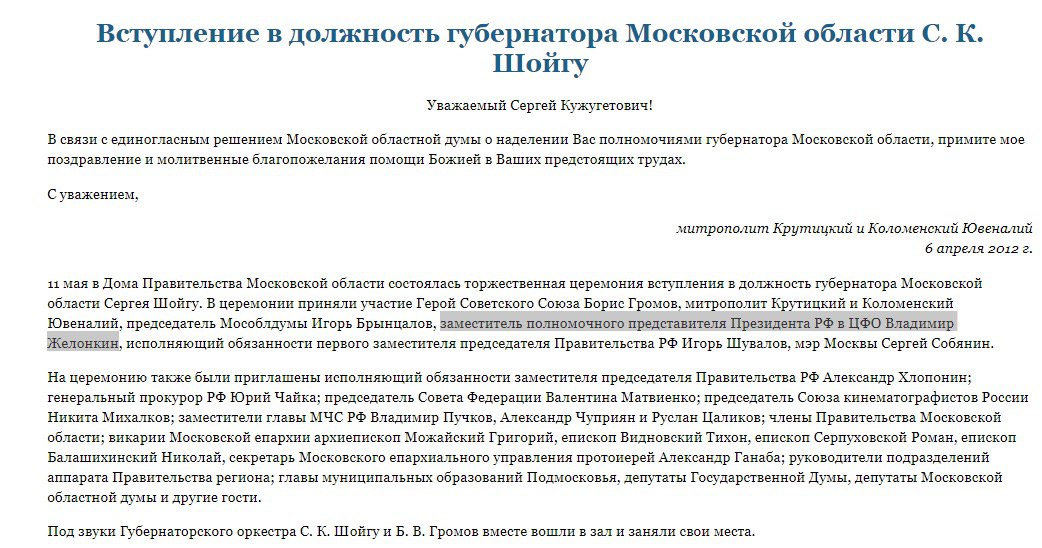 Вступление в должность губернатора Московской области С. К.
Шойгу
Уважаемый Сергей Кужугетович!
В связи с единогласным решением Московской областной думы о наделении Вас полномочиями губернатора Московской области, примите мое
поздравление и молитвенные благопожелания помощи Божией в Ваших предстоящих трудах.
С уважением,
митрополит Крутицкий и Коломенский Ювеналий
6 апреля 2012 г.
11 мая в Дома Правительства Московской области состоялась торжественная церемония вступления в должность губернатора Московской
области Сергея Шойгу. В церемонии приняли участие Герой Советского Союза Борис Громов, митрополит Крутицкий и Коломенский
Ювеналий, председатель Мособлдумы Игорь Брынцалов, заместитель полномочного представителя Президента РФ в ЦФО Владимир
Желонкин, исполняющий обязанности первого заместителя председателя Правительства РФ Игорь Шувалов, мэр Москвы Сергей Собянин.
На церемонию также были приглашены исполняющий обязанности заместителя председателя Правительства РФ Александр Хлопонин;
генеральный прокурор РФ Юрий Чайка; председатель Совета Федерации Валентина Матвиенко; председатель Союза кинематографистов России
Никита Михалков; заместители главы МЧС РФ Владимир Пучков, Александр Чуприян и Руслан Цаликов; члены Правительства Московской
области; викарии Московской епархии архиепископ Можайский Григорий, епископ Видновский Тихон, епископ Серпуховской Роман, епископ
Балашихинский Николай, секретарь Московского епархиального управления протоиерей Александр Ганаба; руководители подразделений
аппарата Правительства региона; главы муниципальных образований Подмосковья, депутаты Государственной Думы, депутаты Московской
областной думы и другие гости.
Под звуки Губернаторского оркестра С. К. Шойгу и Б. В. Громов вместе вошли в зал и заняли свои места.